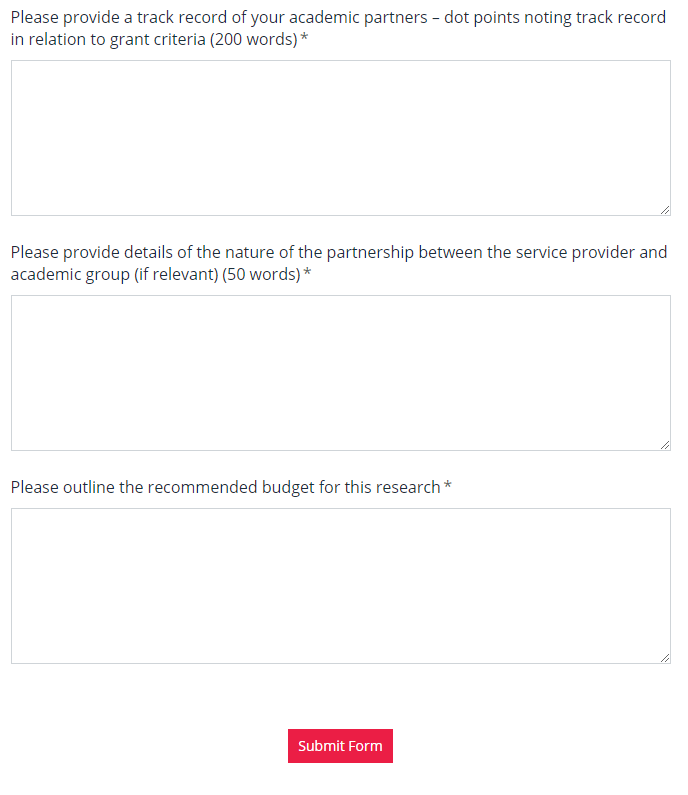 Please provide a track record of your academic partners – dot points noting track record
in relation to grant criteria (200 words) *
Please provide details of the nature of the partnership between the service provider and
academic group (if relevant) (50 words) *
Please outline the recommended budget for this research *
Submit Form